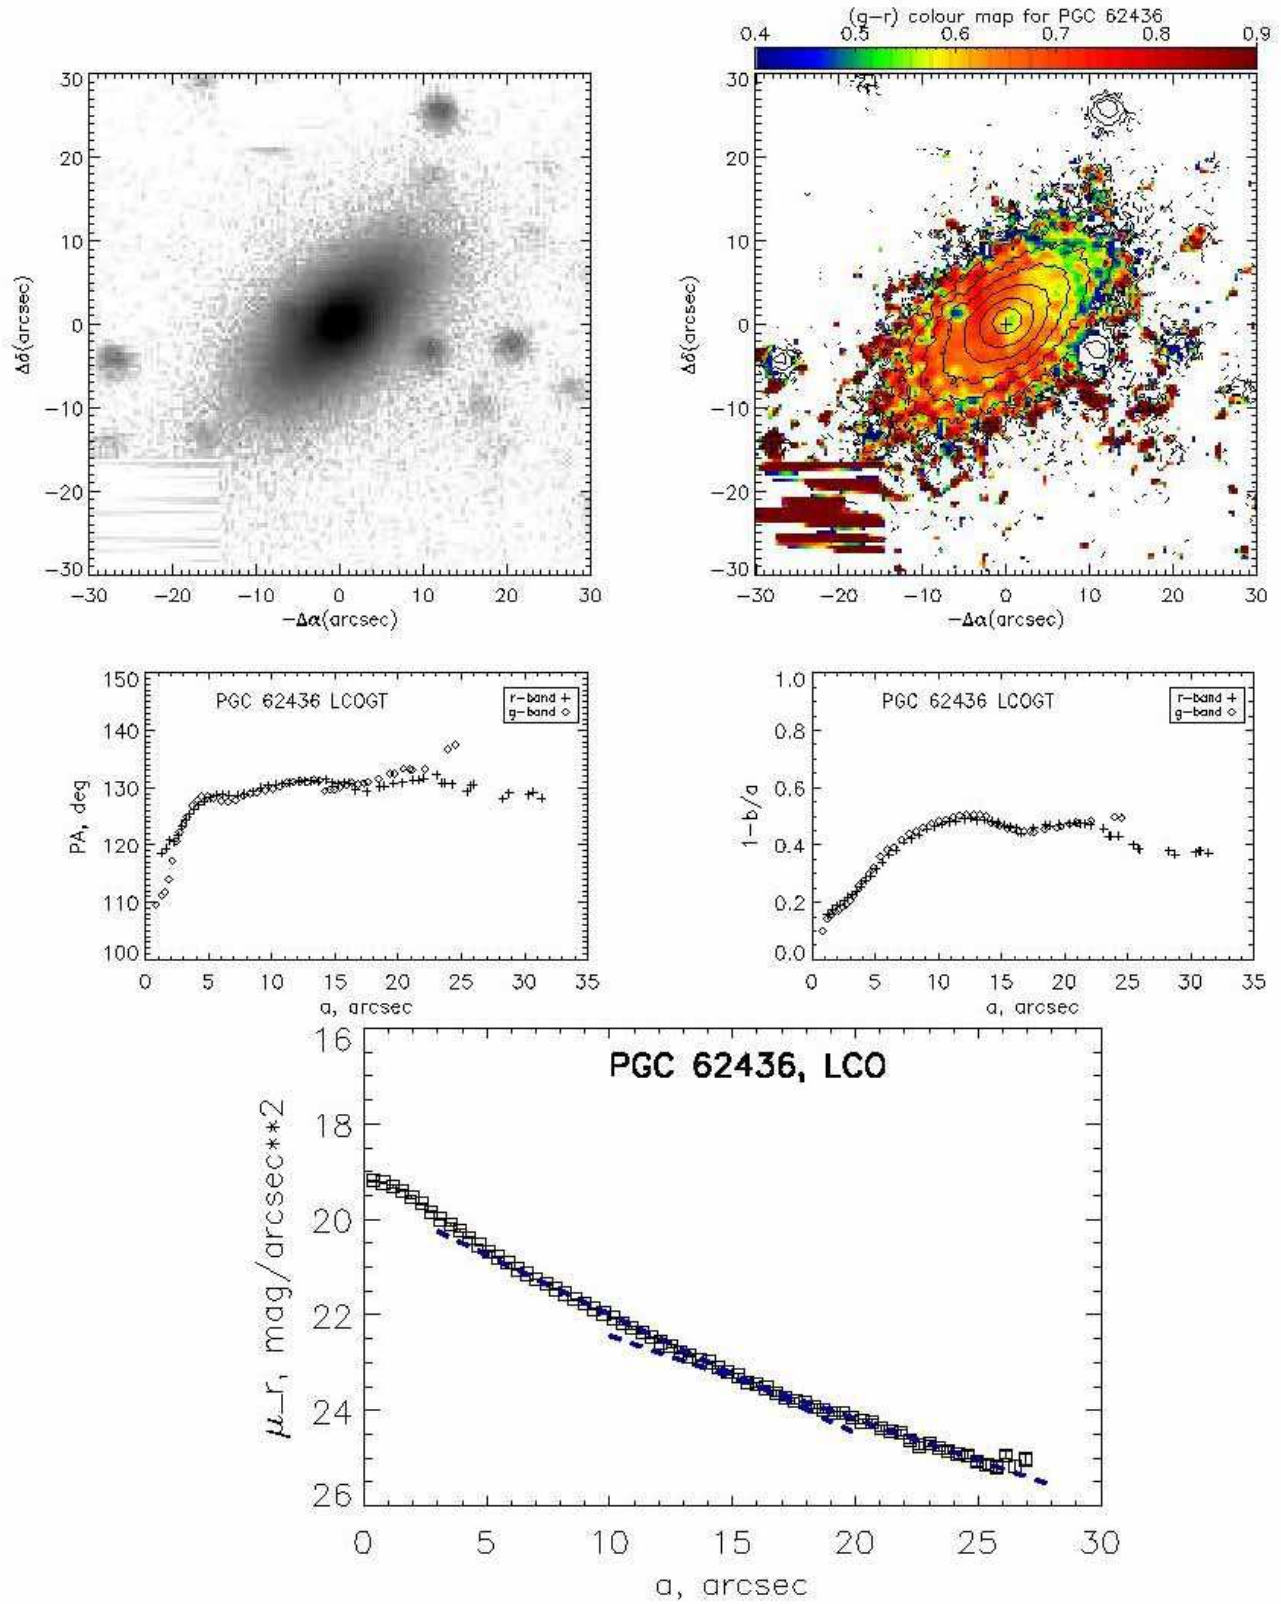 (g-r) colour map for PGC 62436
0.4 0.5 0.6 0.7 0.8 0.9
30
20
10
0
-10
-20
-30
Δδ(arcsec)
-30 -20 -10 0 10 20 30
-Δα(arcsec)
30
20
10
0
-10
-20
-30
Δδ(arcsec)
-30 -20 -10 0 10 20 30
-Δα(arcsec)
PGC 62436 LCOGT
r-band +
g-band ◇
150
140
130
120
110
100
PA, deg
0 5 10 15 20 25 30 35
a, arcsec
PGC 62436 LCOGT
r-band +
g-band ◇
1.0
0.8
0.6
0.4
0.2
0.0
1-b/a
0 5 10 15 20 25 30 35
a, arcsec
PGC 62436, LCO
16
18
20
22
24
26
μ_r, mag/arcsec**2
0 5 10 15 20 25 30
a, arcsec